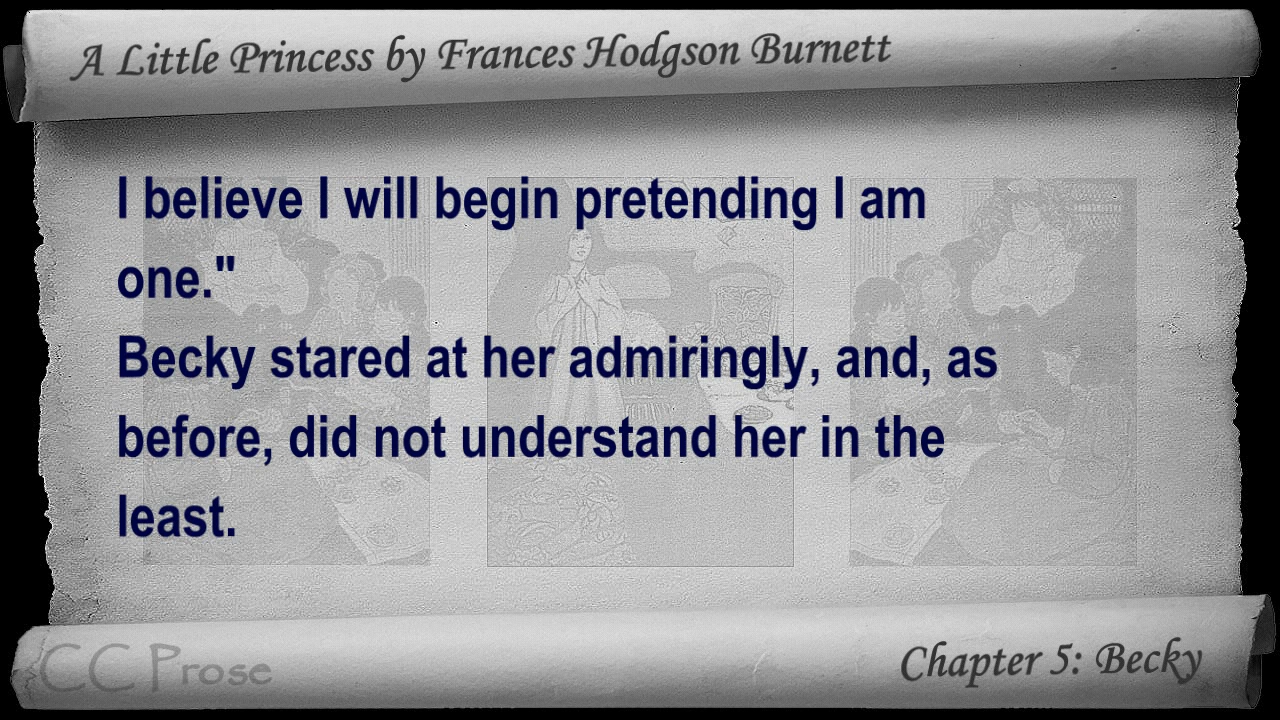 A Little Princess by Frances Hodgson Burnett
I believe I will begin pretending I am
one."
Becky stared at her admiringly, and, as
before, did not understand her in the
least.
CC Prose
Chapter 5: Becky